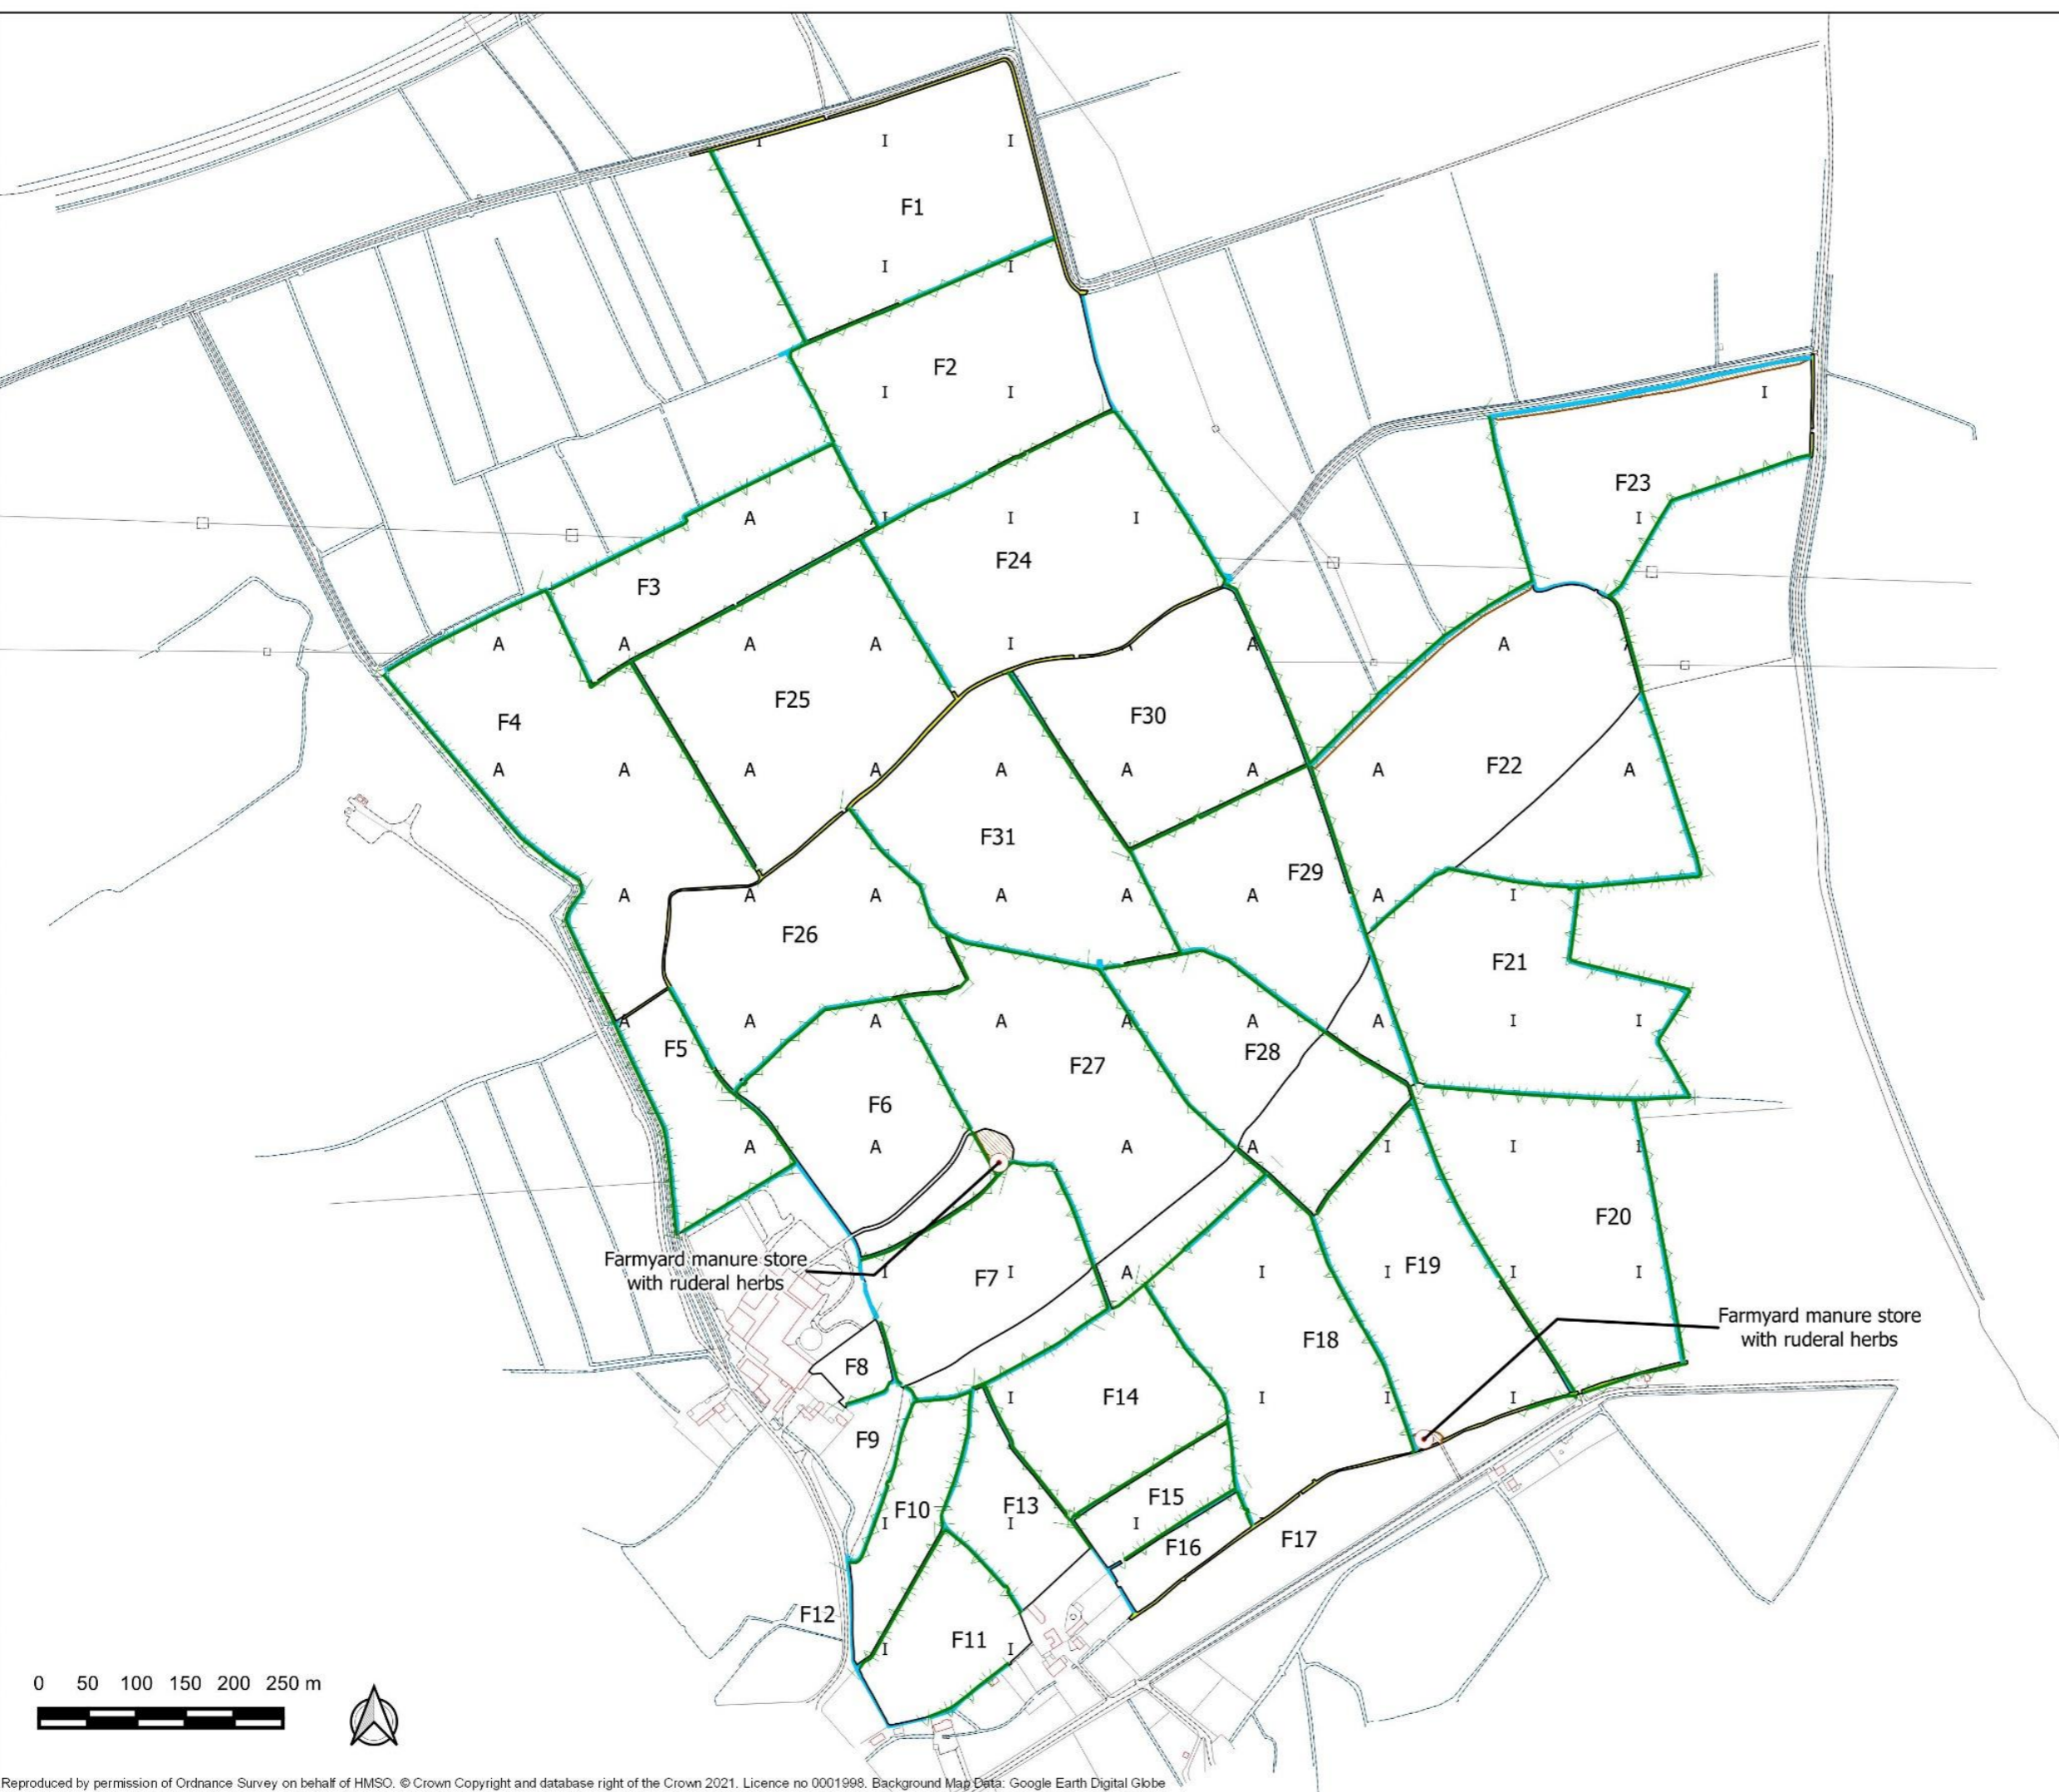 I I I
F1
I I
F2
I I I
F23
A I I I I
F24
F3
A A A A I A A A A
F25
F30
F4
F22
A A A A A A A A A
F31
F29
A A A A A A A I
F26
F21
A A A A A A A I I
F5
F28
F27
F6
A A A A I I I
F20
Farmyard manure store
with ruderal herbs
I F7 I A I I F19 I I
Farmyard manure store
with ruderal herbs
F18
F8
I F14 I I I
F9
F15
F13
F10
I I I
F17
F16
F12
F11
I I
0 50 100 150 200 250 m
Reproduced by permission of Ordnance Survey on behalf of HMSO. © Crown Copyright and database right of the Crown 2021. Licence no 0001998. Background Map Data: Google Earth Digital Globe